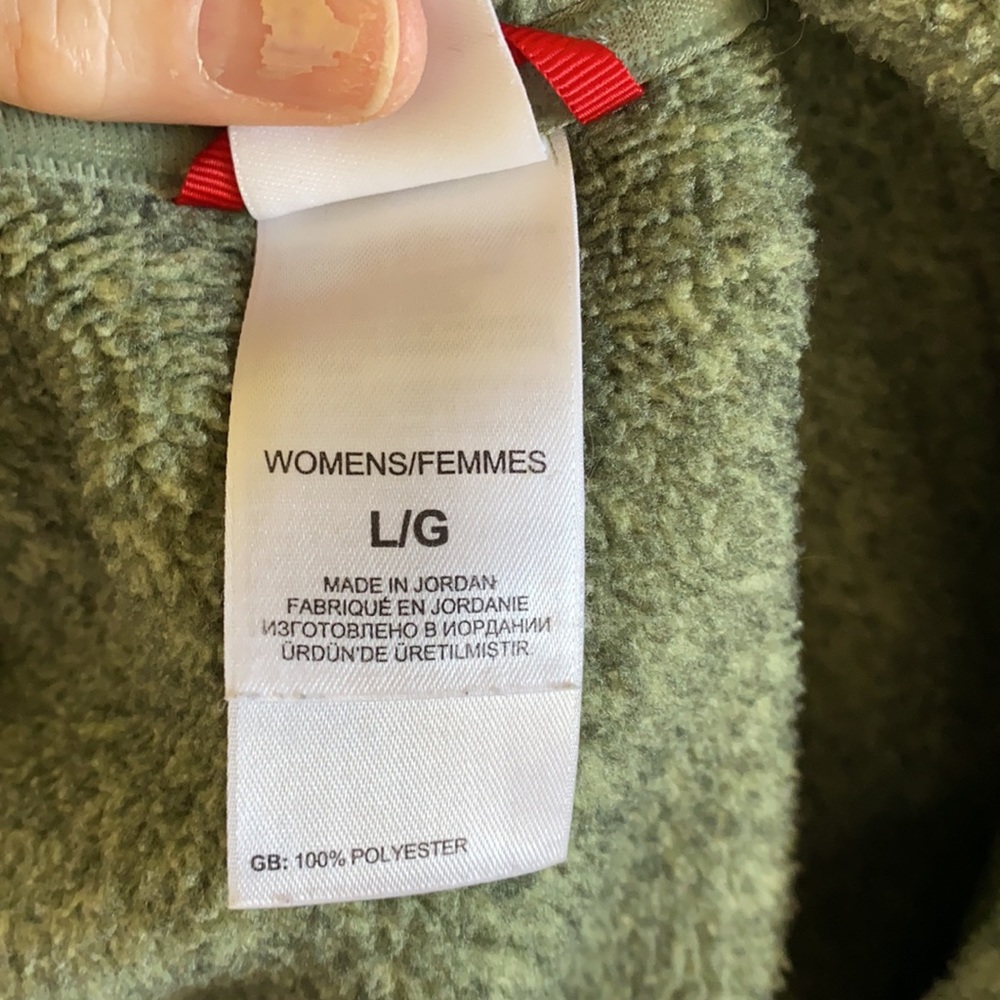 WOMENS/FEMMES
L/G
MADE IN JORDAN
FABRIQUÉ EN JORDANIE
ИЗГОТОВЛЕНО В ИОРДАНИИ
ÜRDÜN'DE ÜRETILMIŞTIR
GB: 100% POLYESTER